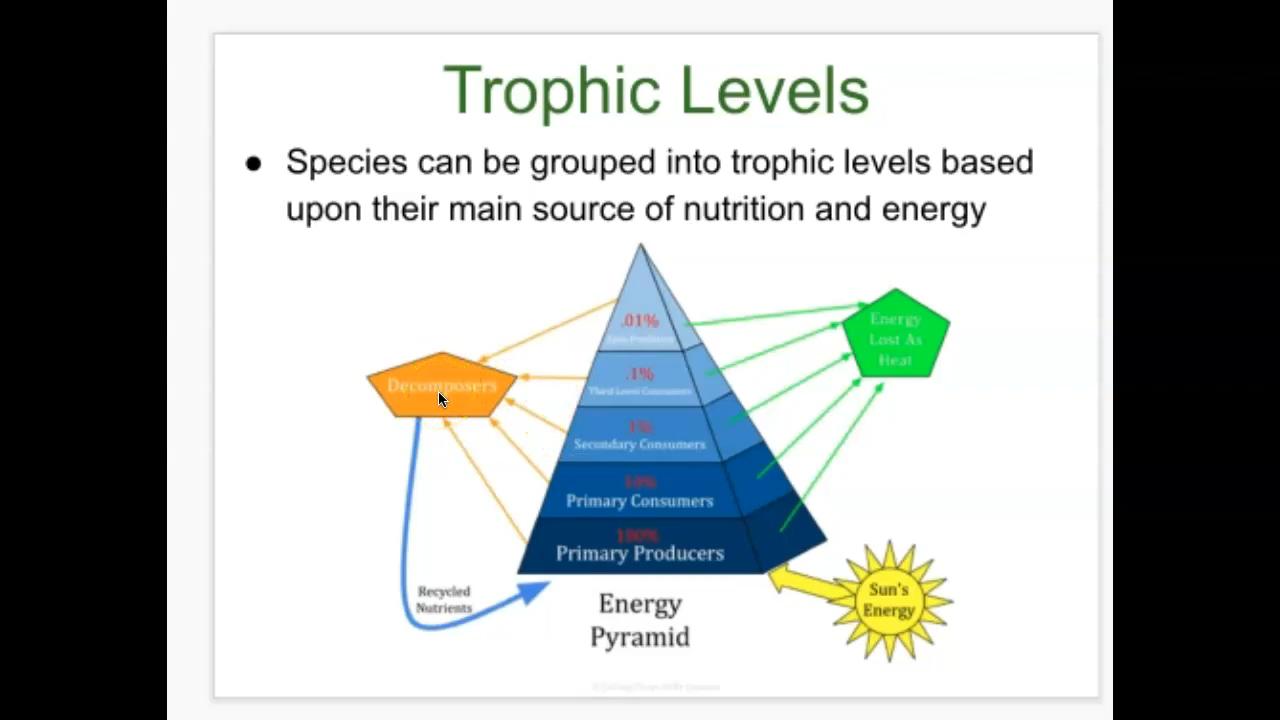 Trophic Levels
● Species can be grouped into trophic levels based
upon their main source of nutrition and energy
.01%
.1%
Third Level Consumers
1%
Secondary Consumers
10%
Primary Consumers
100%
Primary Producers
Decomposers
Energy
Lost As
Heat
Recycled
Nutrients
Sun's
Energy
Energy
Pyramid